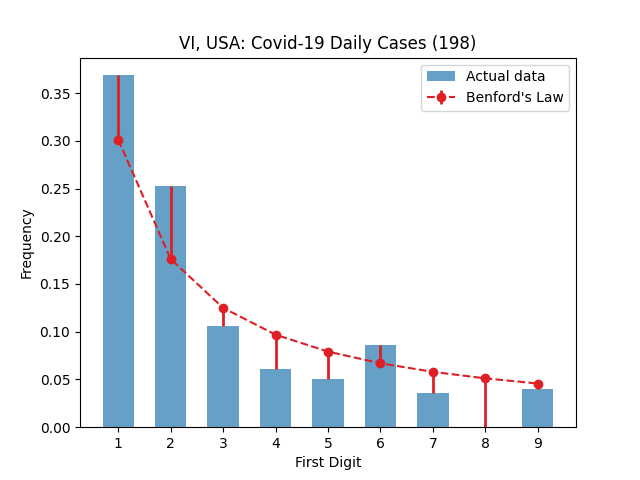 VI, USA: Covid-19 Daily Cases (198)
Actual data
Benford's Law
Frequency
0.35
0.30
0.25
0.20
0.15
0.10
0.05
0.00
1 2 3 4 5 6 7 8 9
First Digit